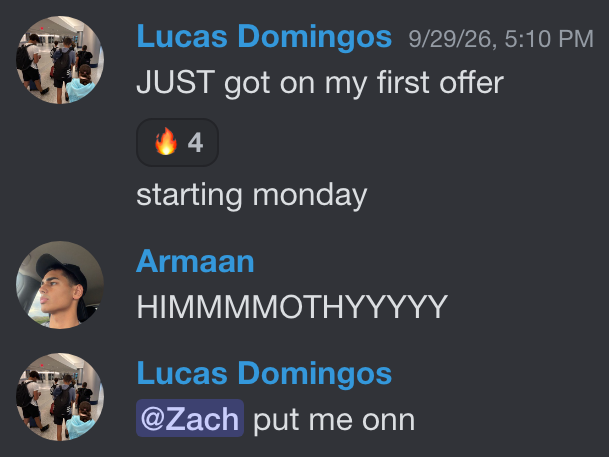 Lucas Domingos 9/29/26, 5:10 PM
JUST got on my first offer
🔥 4
starting monday
Armaan
HIMMMMOTHYYYYY
Lucas Domingos
@Zach put me onn